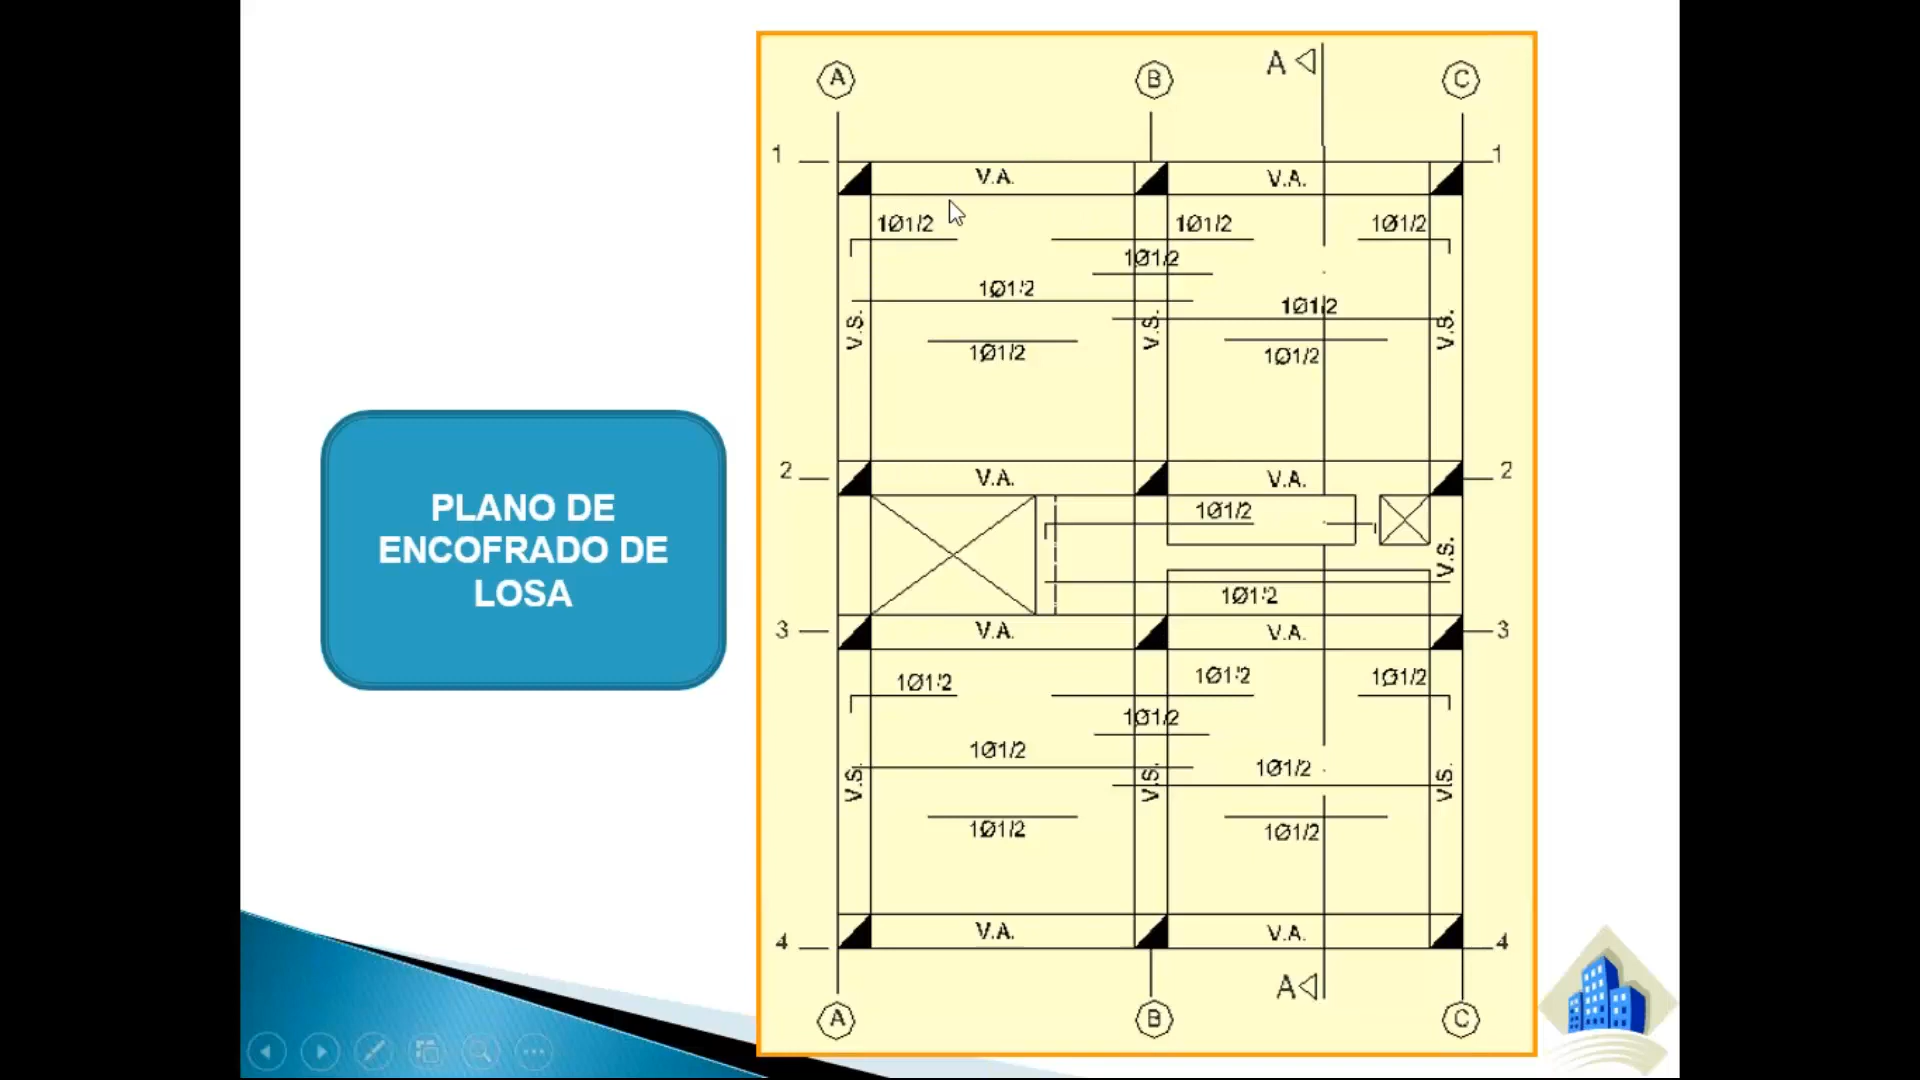 PLANO DE
ENCOFRADO DE
LOSA
A B A C
1 V.A. V.A. 1
1Ø1/2 1Ø1/2 1Ø1/2
1Ø1/2
1Ø1/2 1Ø1/2
V.S. V.S. V.S.
1Ø1/2 1Ø1/2
2 V.A. V.A. 2
1Ø1/2
V.S.
1Ø1/2
3 V.A. V.A. 3
1Ø1/2 1Ø1/2 1Ø1/2
1Ø1/2
1Ø1/2 1Ø1/2
V.S. V.S. V.S.
1Ø1/2 1Ø1/2
4 V.A. V.A. 4
A
A B C